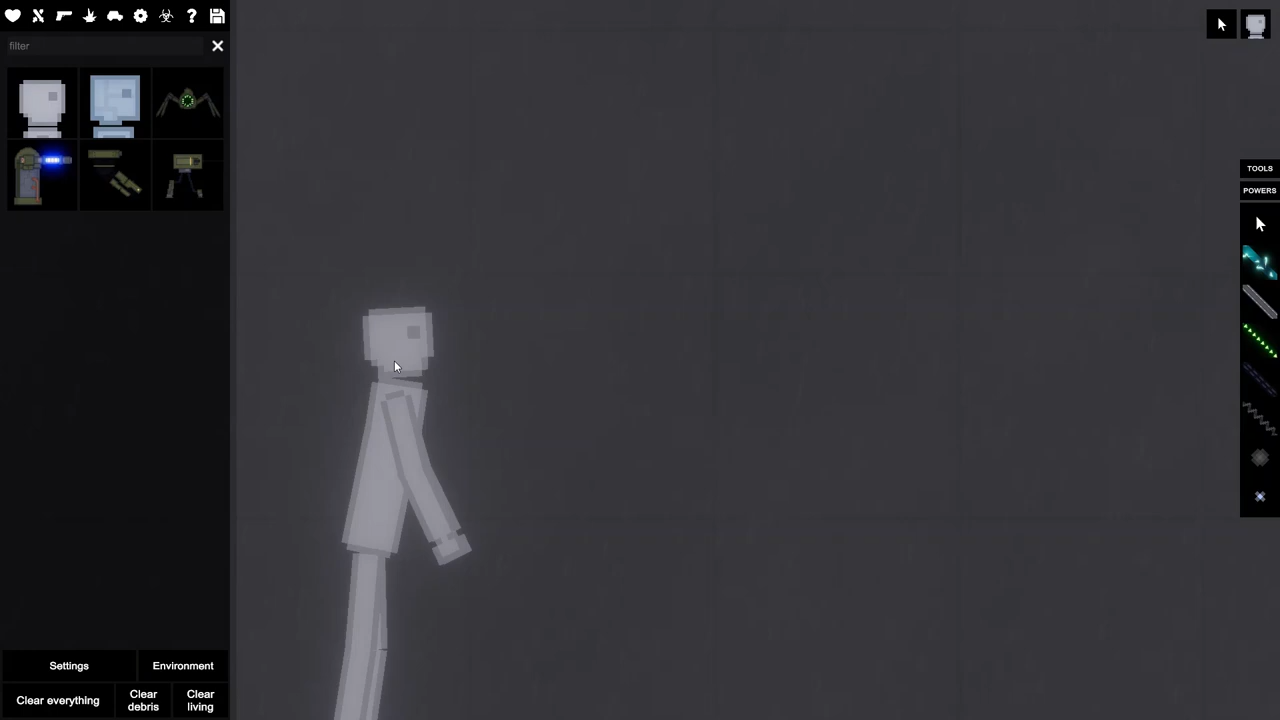 filter
TOOLS
POWERS
Settings
Environment
Clear everything
Clear
debris
Clear
living